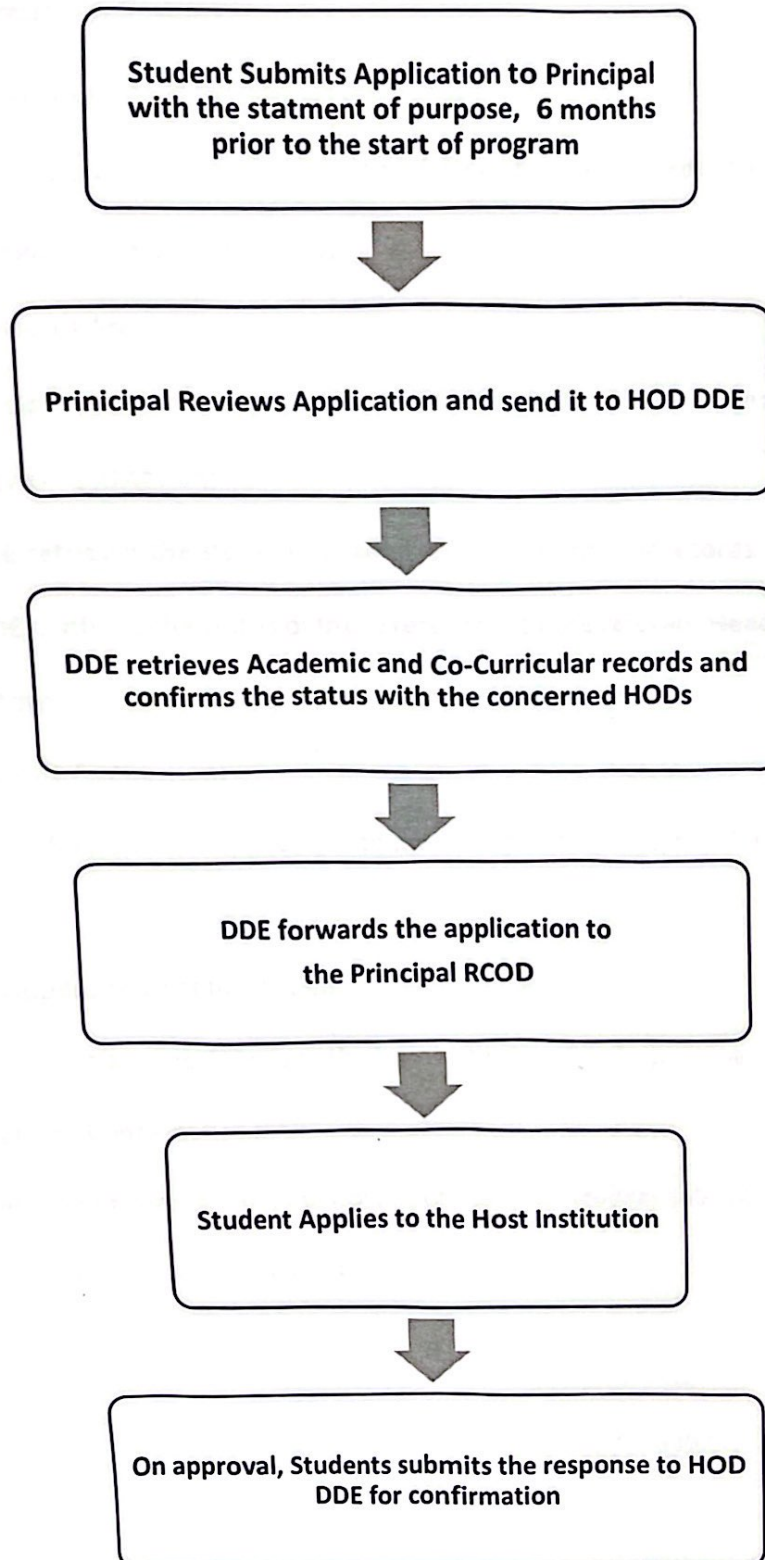 Student Submits Application to Principal
with the statment of purpose, 6 months
prior to the start of program
Prinicipal Reviews Application and send it to HOD DDE
DDE retrieves Academic and Co-Curricular records and
confirms the status with the concerned HODs
DDE forwards the application to
the Principal RCOD
Student Applies to the Host Institution
On approval, Students submits the response to HOD
DDE for confirmation